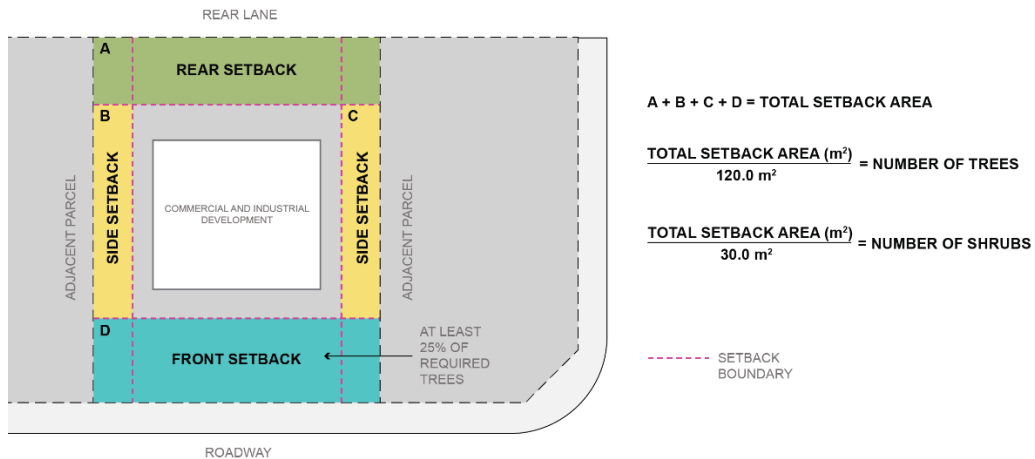 REAR LANE
A
REAR SETBACK
B
C
SIDE SETBACK
SIDE SETBACK
ADJACENT PARCEL
ADJACENT PARCEL
COMMERCIAL AND INDUSTRIAL
DEVELOPMENT
D
FRONT SETBACK
AT LEAST
25% OF
REQUIRED
TREES
ROADWAY
A + B + C + D = TOTAL SETBACK AREA
TOTAL SETBACK AREA (m²)
120.0 m²
= NUMBER OF TREES
TOTAL SETBACK AREA (m²)
30.0 m²
= NUMBER OF SHRUBS
SETBACK
BOUNDARY